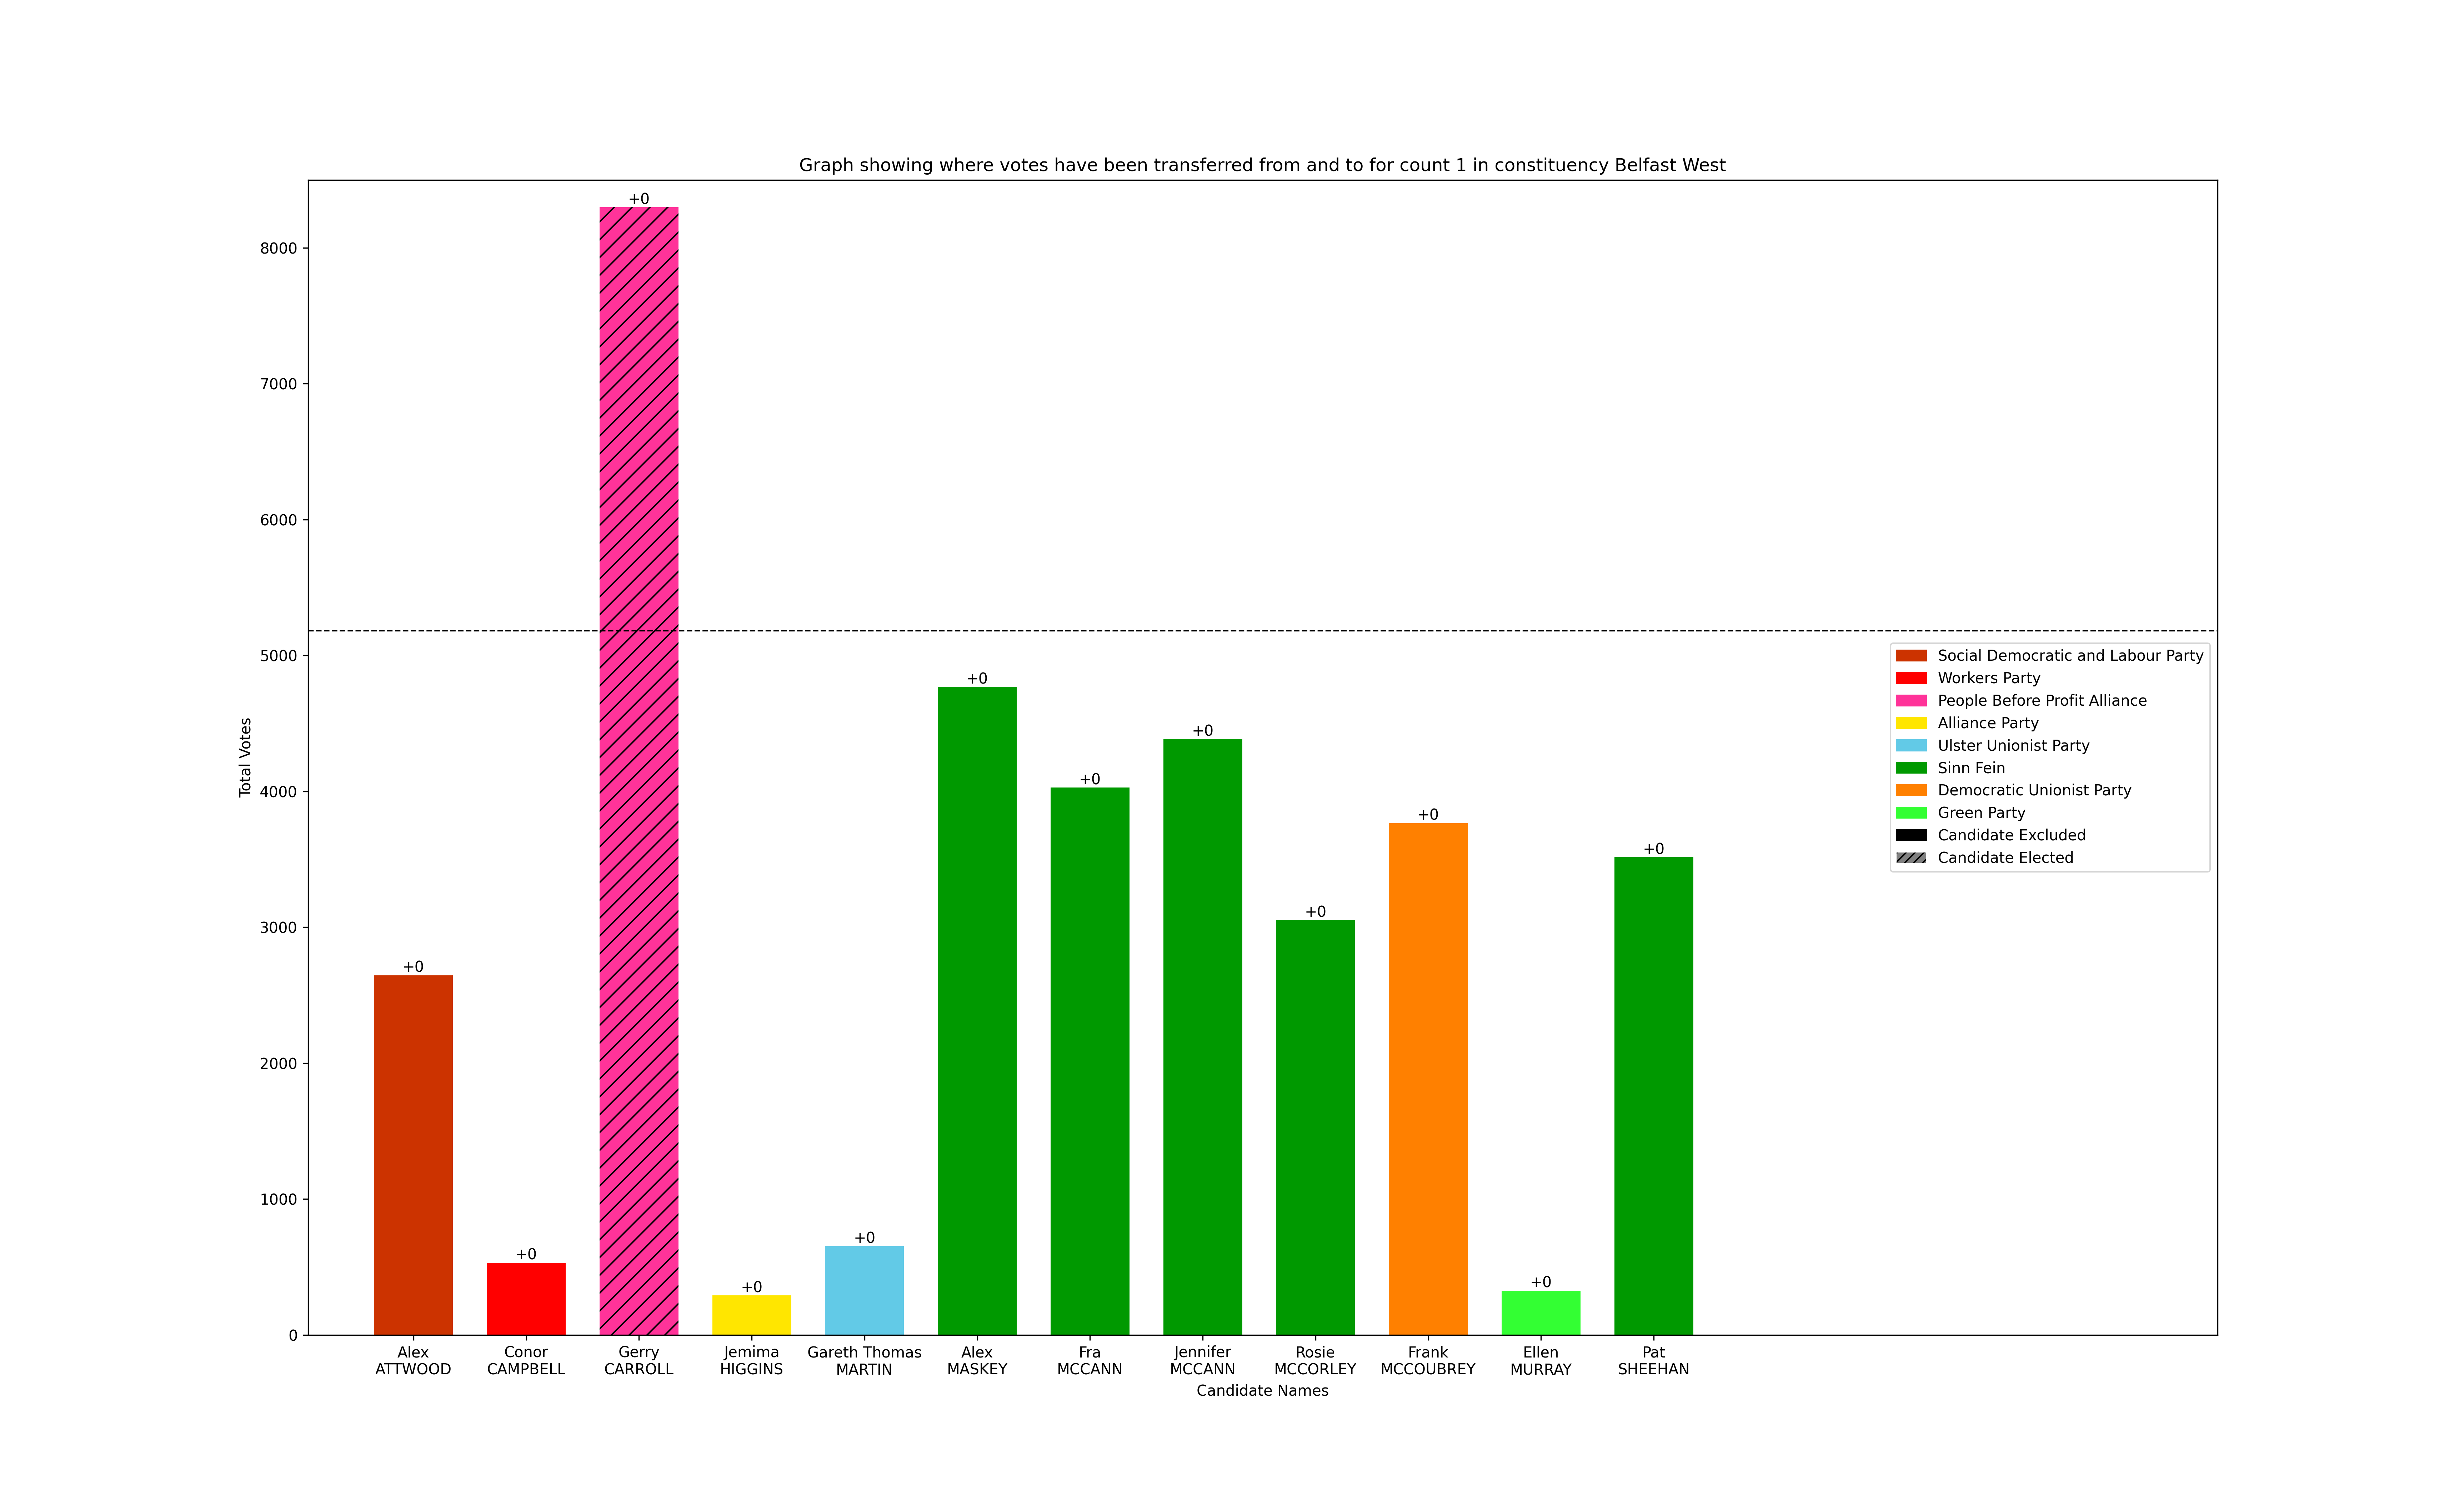 Graph showing where votes have been transferred from and to for count 1 in constituency Belfast West
Total Votes
8000
7000
6000
5000
4000
3000
2000
1000
0
+0
+0
+0
+0
+0
+0
+0
+0
+0
+0
+0
+0
Social Democratic and Labour Party
Workers Party
People Before Profit Alliance
Alliance Party
Ulster Unionist Party
Sinn Fein
Democratic Unionist Party
Green Party
Candidate Excluded
Candidate Elected
Alex
ATTWOOD
Conor
CAMPBELL
Gerry
CARROLL
Jemima
HIGGINS
Gareth Thomas
MARTIN
Alex
MASKEY
Fra
MCCANN
Jennifer
MCCANN
Rosie
MCCORLEY
Frank
MCCOUBREY
Ellen
MURRAY
Pat
SHEEHAN
Candidate Names